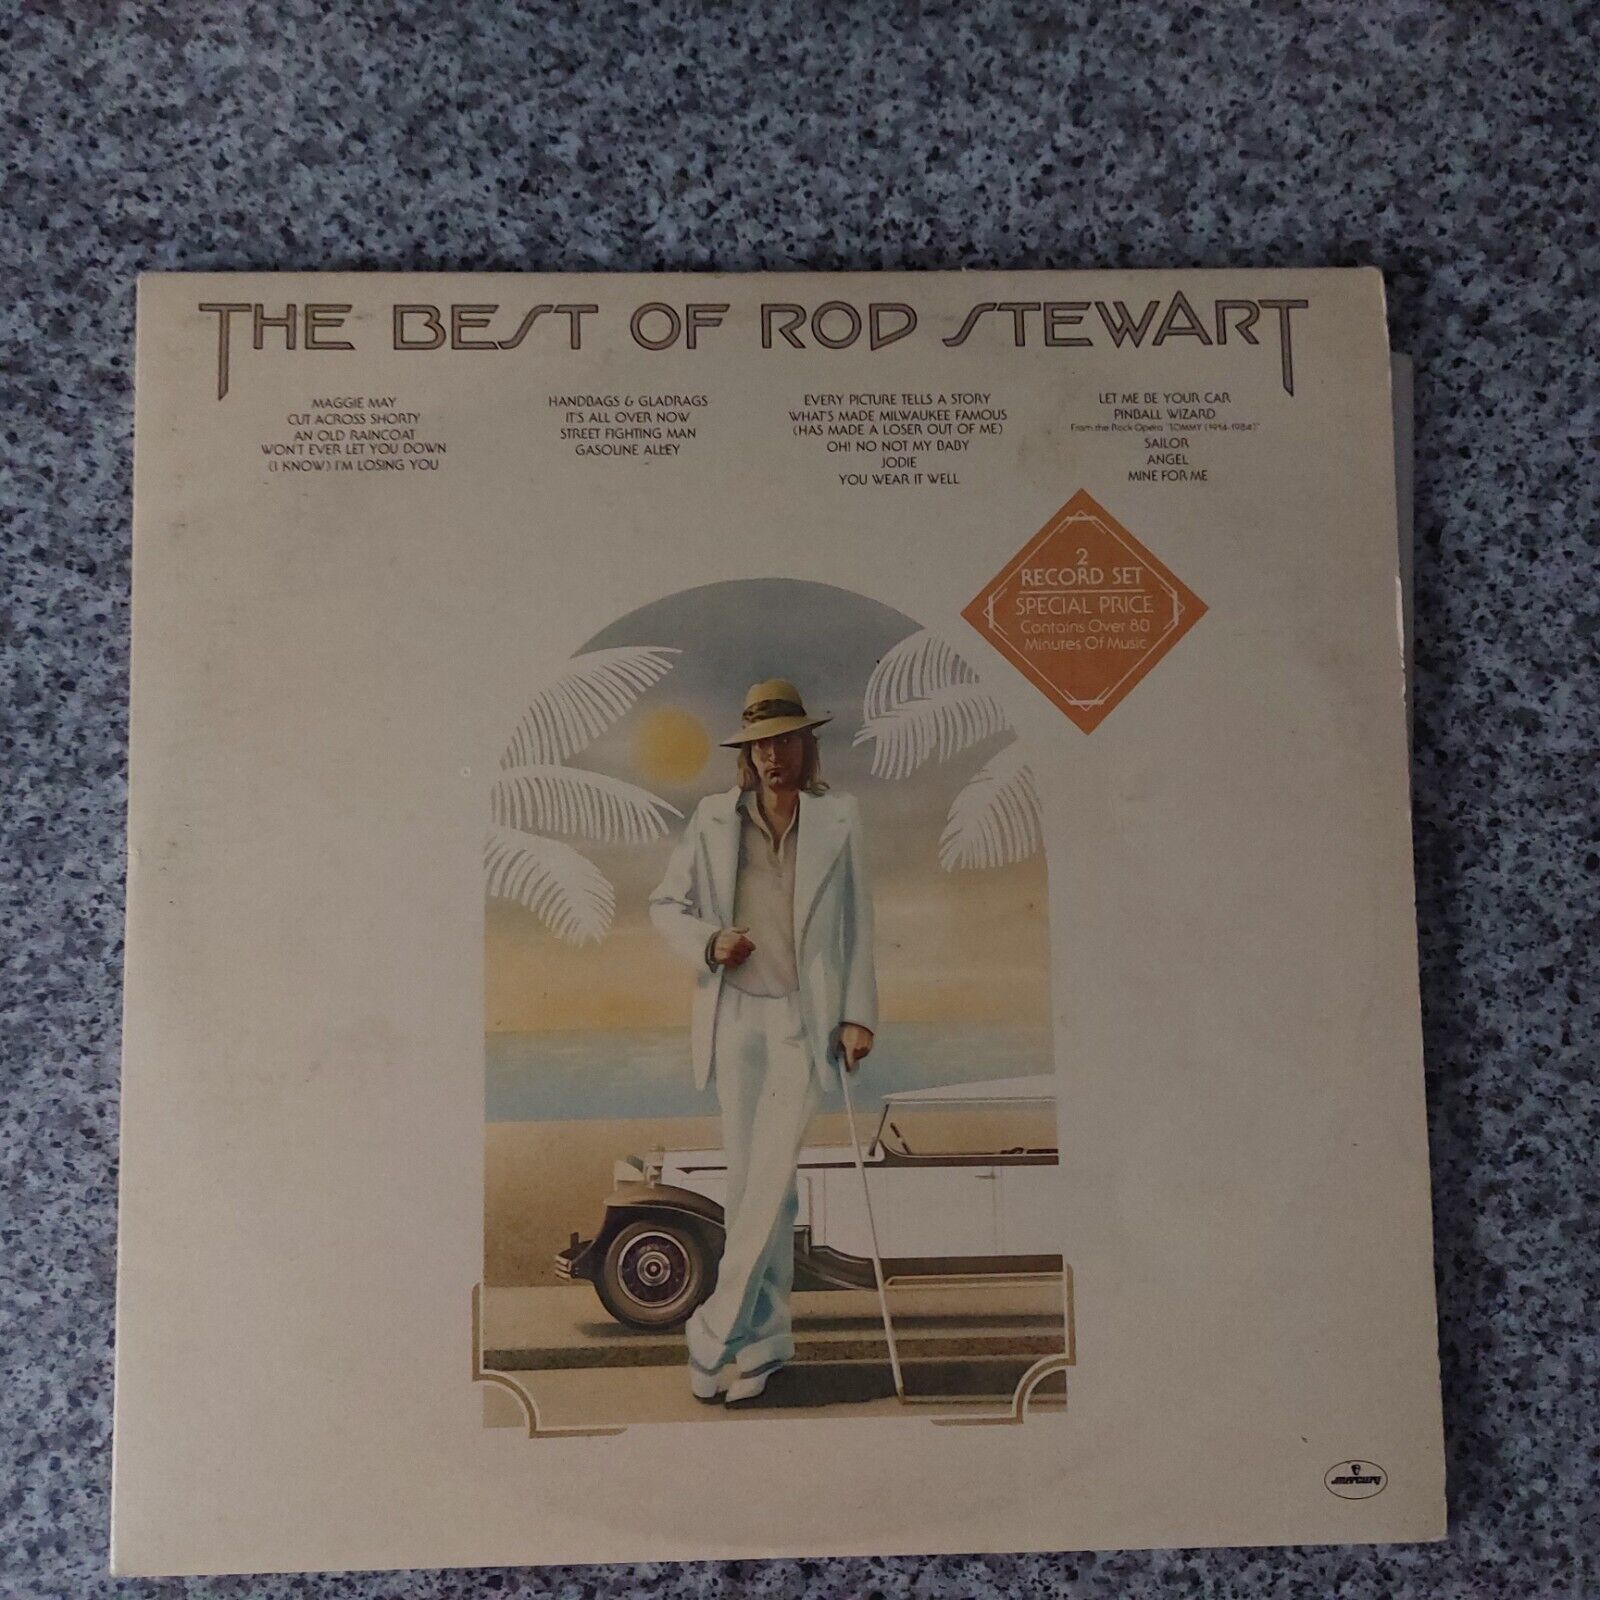 THE BEST OF ROD STEWART
MAGGIE MAY
CUT ACROSS SHORTY
AN OLD RAINCOAT
WON'T EVER LET YOU DOWN
(I KNOW) I'M LOSING YOU
HANDBAGS & GLADRAGS
IT'S ALL OVER NOW
STREET FIGHTING MAN
GASOLINE ALLEY
EVERY PICTURE TELLS A STORY
WHAT'S MADE MILWAUKEE FAMOUS
(HAS MADE A LOSER OUT OF ME)
OH! NO NOT MY BABY
JODIE
YOU WEAR IT WELL
LET ME BE YOUR CAR
PINBALL WIZARD
From the Rock Opera "TOMMY (1914-1984)"
SAILOR
ANGEL
MINE FOR ME
2
RECORD SET
SPECIAL PRICE
Contains Over 80
Minutes Of Music
mercury